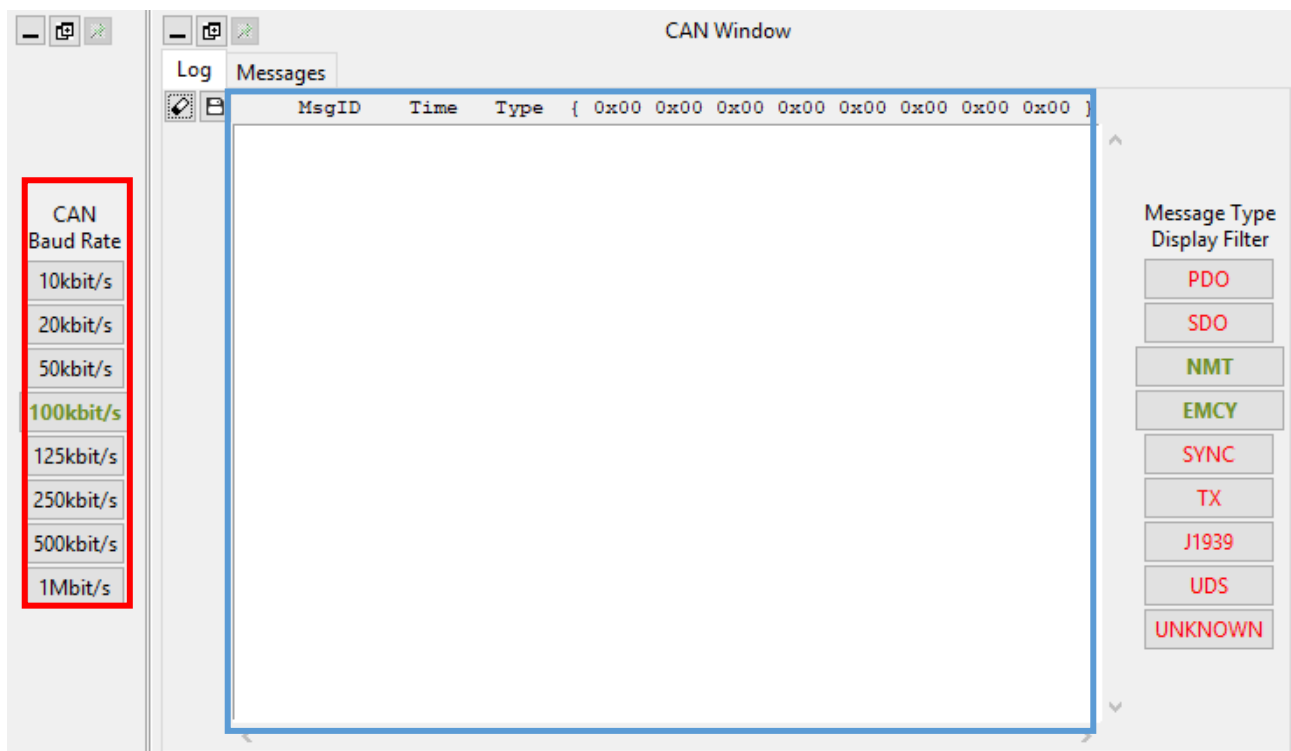 CAN Window
Log Messages
MsgID Time Type { 0x00 0x00 0x00 0x00 0x00 0x00 0x00 0x00 }
CAN
Baud Rate
10kbit/s
20kbit/s
50kbit/s
100kbit/s
125kbit/s
250kbit/s
500kbit/s
1Mbit/s
Message Type
Display Filter
PDO
SDO
NMT
EMCY
SYNC
TX
J1939
UDS
UNKNOWN